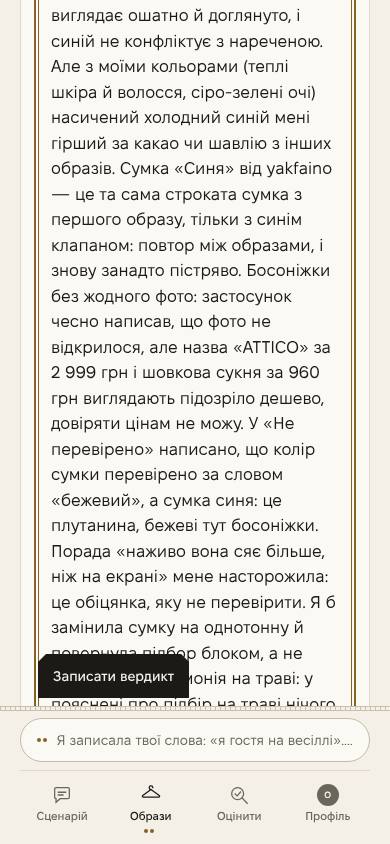 виглядає ошатно й доглянуто, і
синій не конфліктує з нареченою.
Але з моїми кольорами (теплі
шкіра й волосся, сіро-зелені очі)
насичений холодний синій мені
гірший за какао чи шавлію з інших
образів. Сумка «Синя» від yakfaino
— це та сама строката сумка з
першого образу, тільки з синім
клапаном: повтор між образами, і
знову занадто пістряво. Босоніжки
без жодного фото: застосунок
чесно написав, що фото не
відкрилося, але назва «ATTICO» за
2 999 грн і шовкова сукня за 960
грн виглядають підозріло дешево,
довіряти цінам не можу. У «Не
перевірено» написано, що колір
сумки перевірено за словом
«бежевий», а сумка синя: це
плутанина, бежеві тут босоніжки.
Порада «наживо вона сяє більше,
ніж на екрані» мене насторожила:
це обіцянка, яку не перевірити. Я б
замінила сумку на однотонну й
повернула підбор блоком, а не
на траві: у
пояснені про підбір на траві нічого
Записати вердикт
Я записала твої слова: «я гостя на весіллі»....
Сценарій
Образи
Оцінити
О
Профіль